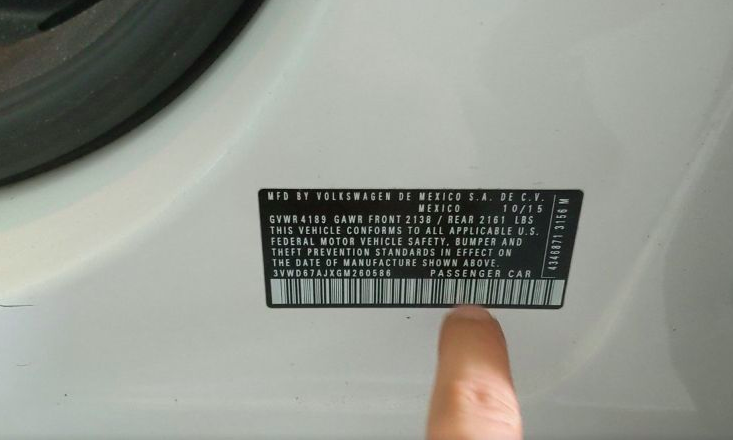 MFD BY VOLKSWAGEN DE MEXICO S.A. DE C.V.
MEXICO 10/15
GVWR 4189 GAWR FRONT 2138 / REAR 2161 LBS
THIS VEHICLE CONFORMS TO ALL APPLICABLE U.S.
FEDERAL MOTOR VEHICLE SAFETY, BUMPER AND
THEFT PREVENTION STANDARDS IN EFFECT ON
THE DATE OF MANUFACTURE SHOWN ABOVE.
3VWD67AJXGM260586 PASSENGER CAR
4346871 3156 M